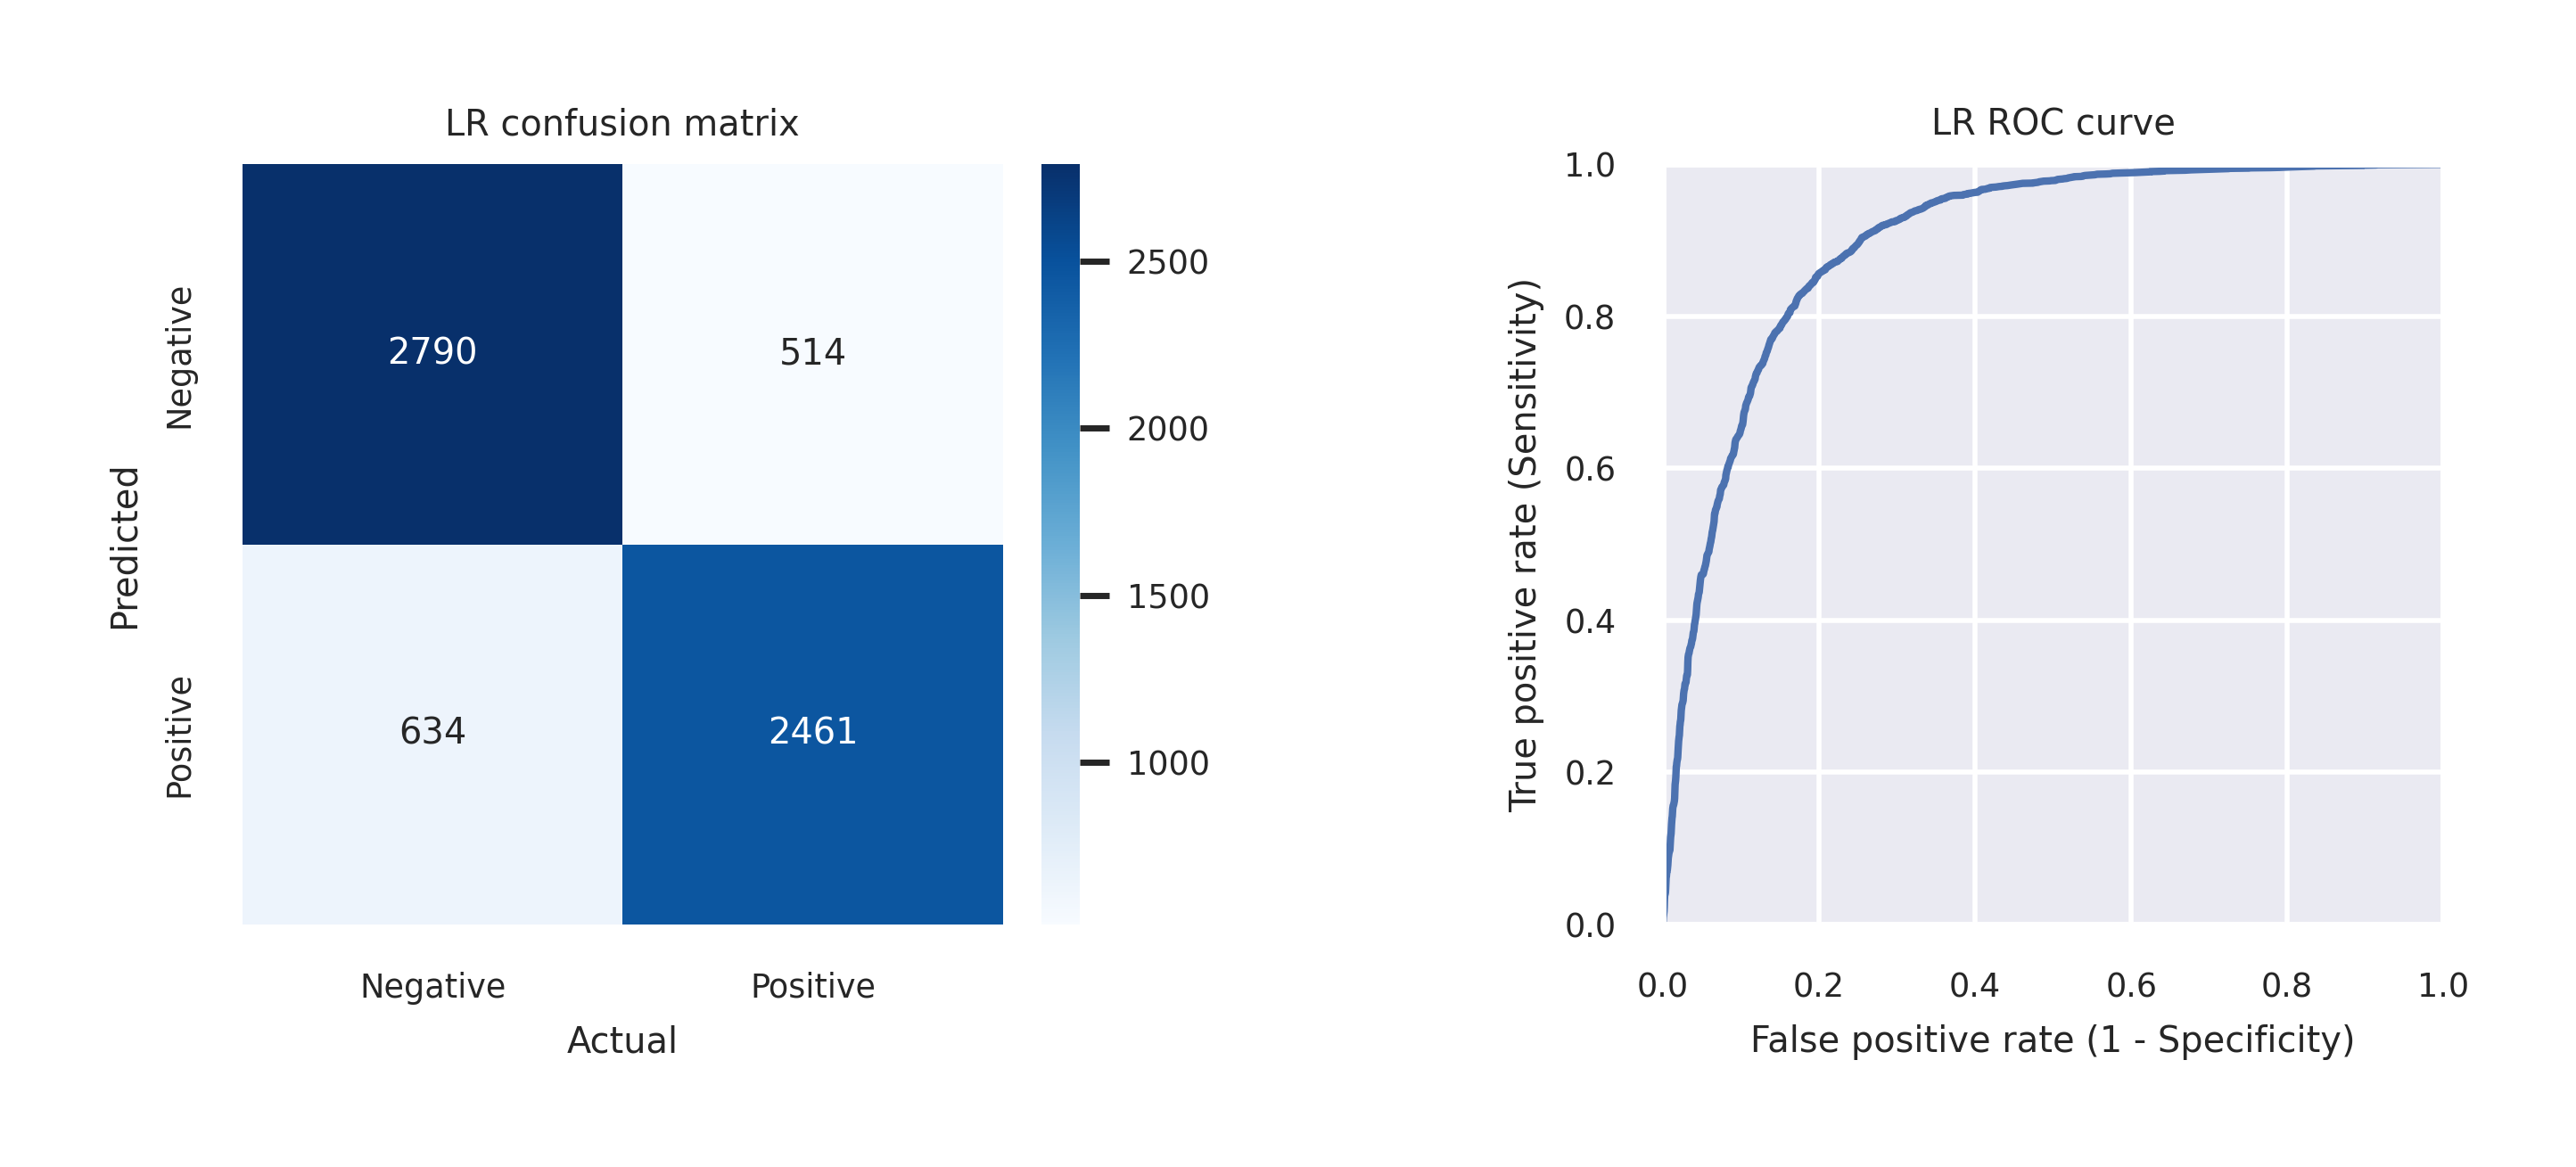 LR confusion matrix
Predicted
Negative
Positive
2790
514
634
2461
Negative
Positive
Actual
2500
2000
1500
1000
LR ROC curve
True positive rate (Sensitivity)
1.0
0.8
0.6
0.4
0.2
0.0
0.0
0.2
0.4
0.6
0.8
1.0
False positive rate (1 - Specificity)